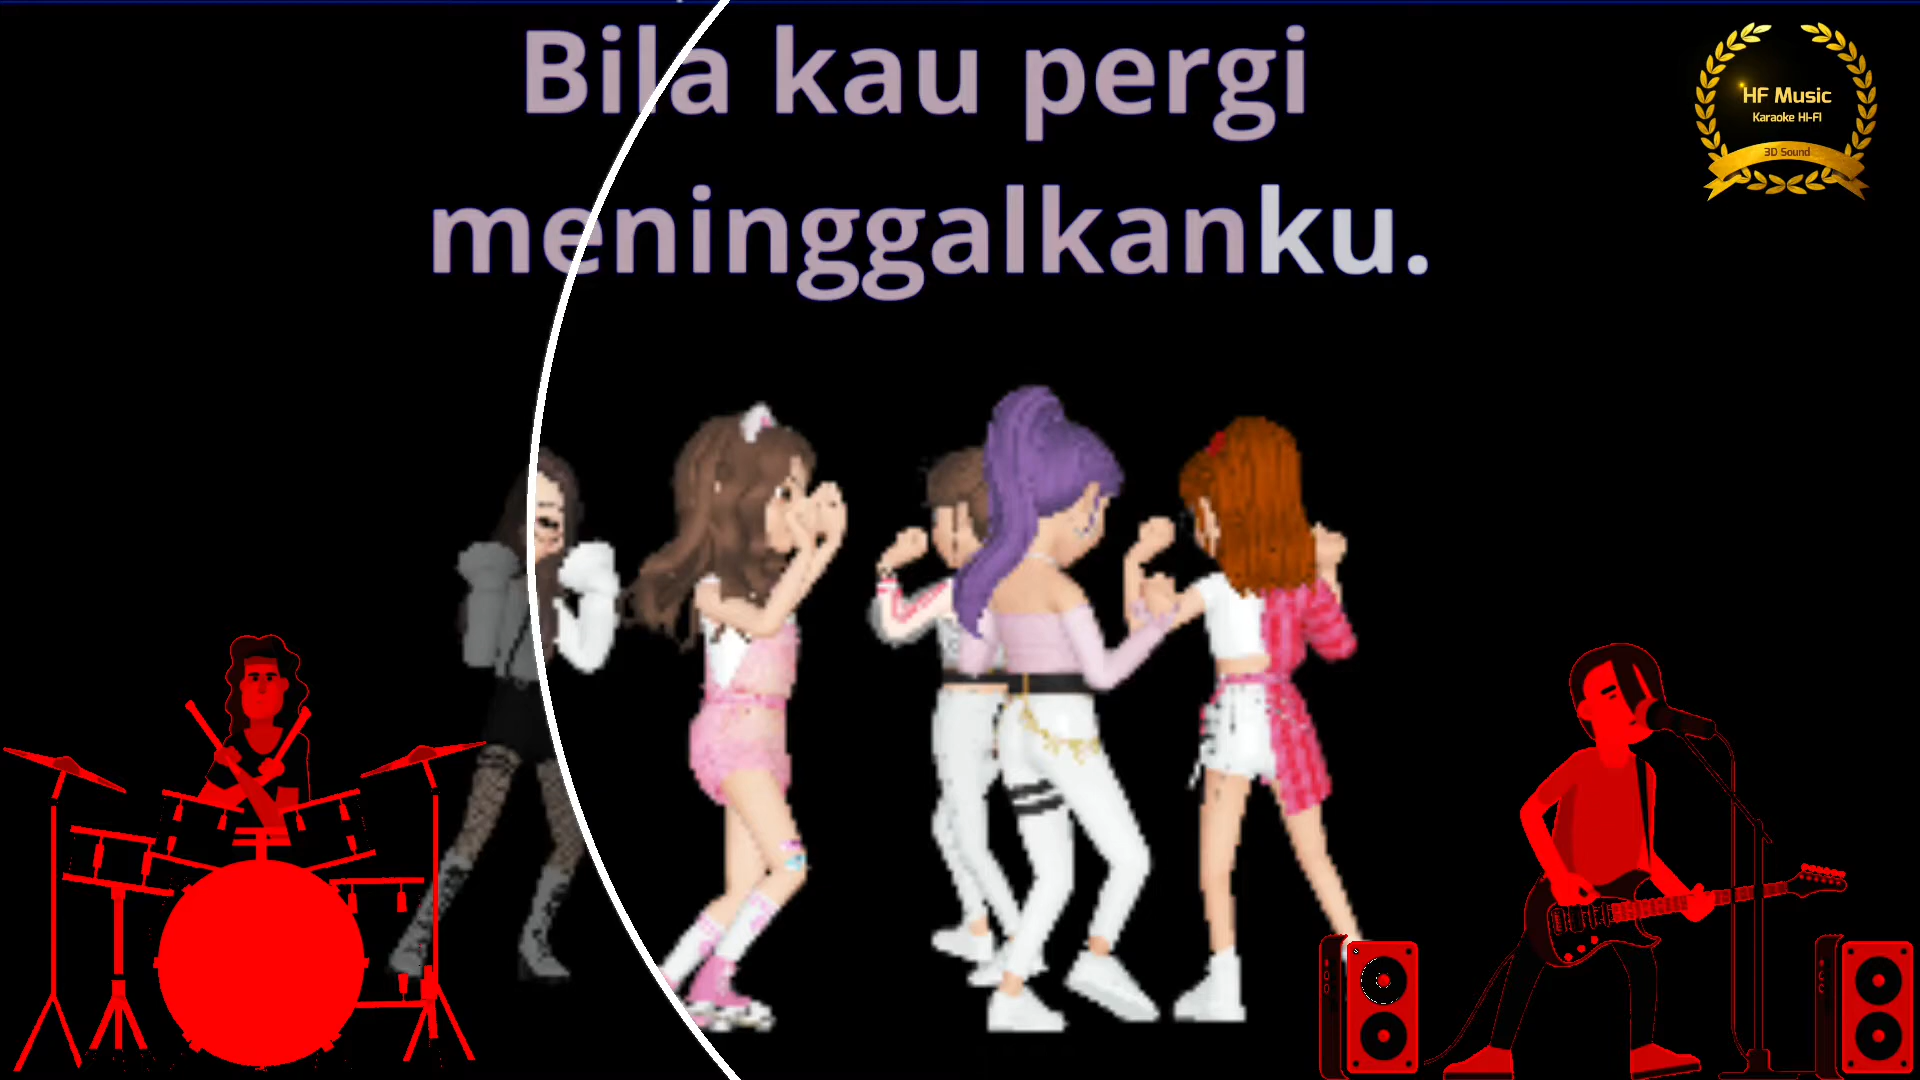 Bila kau pergi
meninggalkanku.
HF Music
Karaoke HI-FI
3D Sound